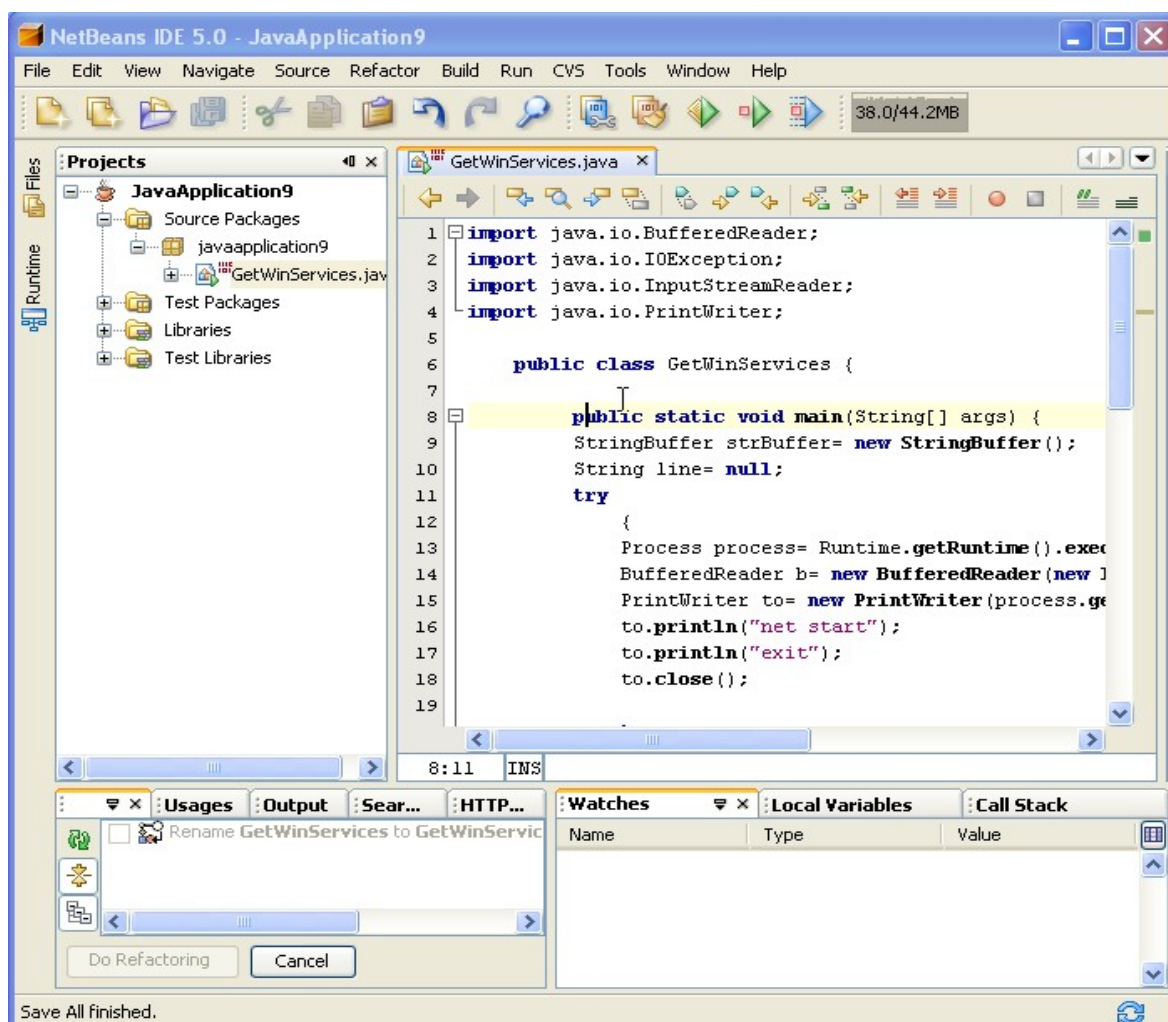 NetBeans IDE 5.0 - JavaApplication9
File Edit View Navigate Source Refactor Build Run CVS Tools Window Help
38.0/44.2MB
Files
Runtime
Projects
JavaApplication9
Source Packages
javaapplication9
GetWinServices.jav
Test Packages
Libraries
Test Libraries
GetWinServices.java
1 import java.io.BufferedReader;
2 import java.io.IOException;
3 import java.io.InputStreamReader;
4 import java.io.PrintWriter;
5
6 public class GetWinServices {
7
8 public static void main(String[] args) {
9 StringBuffer strBuffer= new StringBuffer();
10 String line= null;
11 try
12 {
13 Process process= Runtime.getRuntime().exec
14 BufferedReader b= new BufferedReader(new I
15 PrintWriter to= new PrintWriter(process.ge
16 to.println("net start");
17 to.println("exit");
18 to.close();
19
8:11 INS
Usages Output Sear... HTTP...
Rename GetWinServices to GetWinServic
Do Refactoring Cancel
Watches Local Variables Call Stack
Name Type Value
Save All finished.